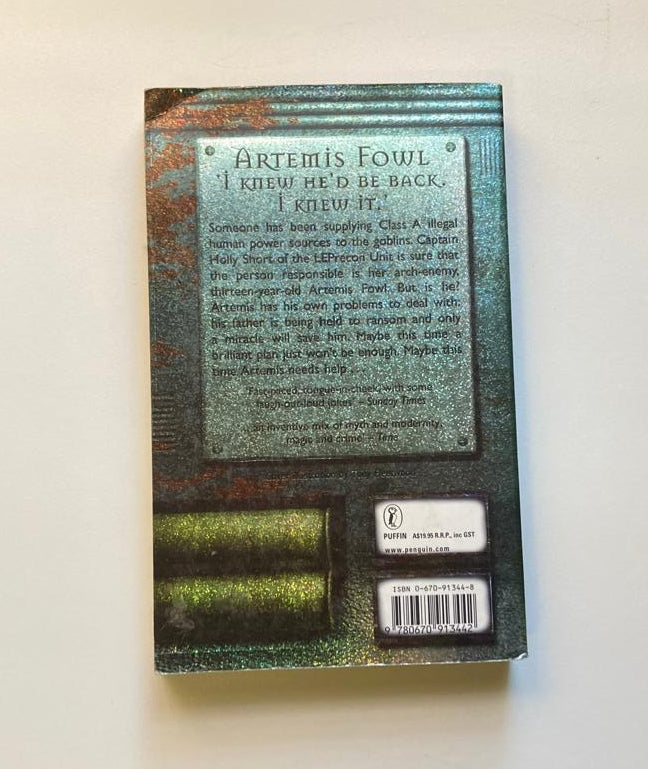 ARTEMIS FOWL
'I KNEW HE'D BE BACK.
I KNEW IT.'
Someone has been supplying Class A illegal
human power sources to the goblins. Captain
Holly Short of the LEPrecon Unit is sure that
the person responsible is her arch-enemy,
thirteen-year-old Artemis Fowl. But is he?
Artemis has his own problems to deal with:
his father is being held to ransom and only
a miracle will save him. Maybe this time a
brilliant plan just won't be enough. Maybe this
time Artemis needs help . . .
'Fast-paced, tongue-in-cheek, with some
laugh-out-loud jokes' – Sunday Times
'. . . an inventive mix of myth and modernity,
magic and crime' – Time
illustration by
PUFFIN A$19.95 R.R.P., inc GST
www.penguin.com
ISBN 0-670-91344-8
9 780670 913442